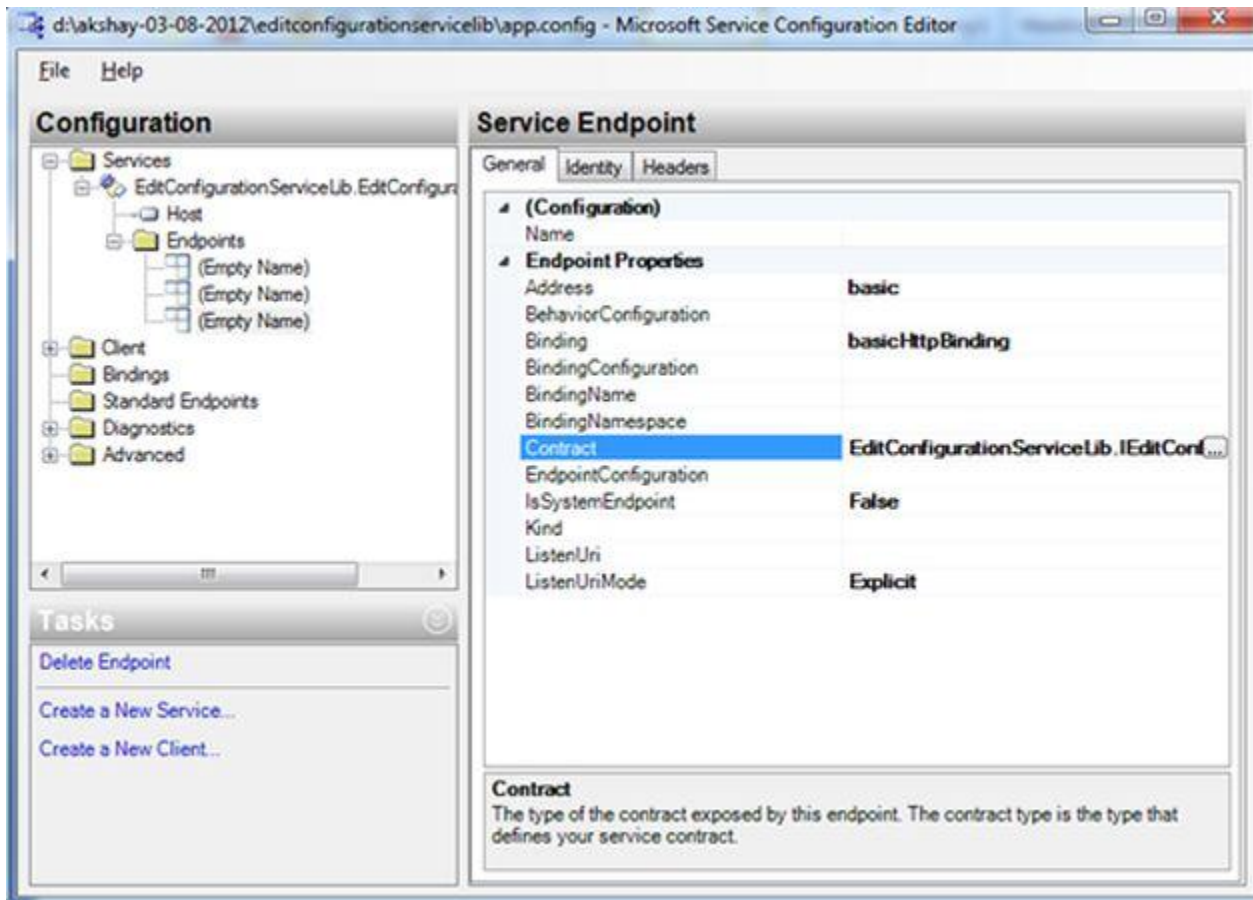 d:\akshay-03-08-2012\editconfigurationservicelib\app.config - Microsoft Service Configuration Editor
File Help
Configuration
Services
EditConfigurationServiceLib.EditConfigura
Host
Endpoints
(Empty Name)
(Empty Name)
(Empty Name)
Client
Bindings
Standard Endpoints
Diagnostics
Advanced
Tasks
Delete Endpoint
Create a New Service...
Create a New Client...
Service Endpoint
General Identity Headers
(Configuration)
Name
Endpoint Properties
Address basic
BehaviorConfiguration
Binding basicHttpBinding
BindingConfiguration
BindingName
BindingNamespace
Contract EditConfigurationServiceLib.IEditConf ...
EndpointConfiguration
IsSystemEndpoint False
Kind
ListenUri
ListenUriMode Explicit
Contract
The type of the contract exposed by this endpoint. The contract type is the type that
defines your service contract.